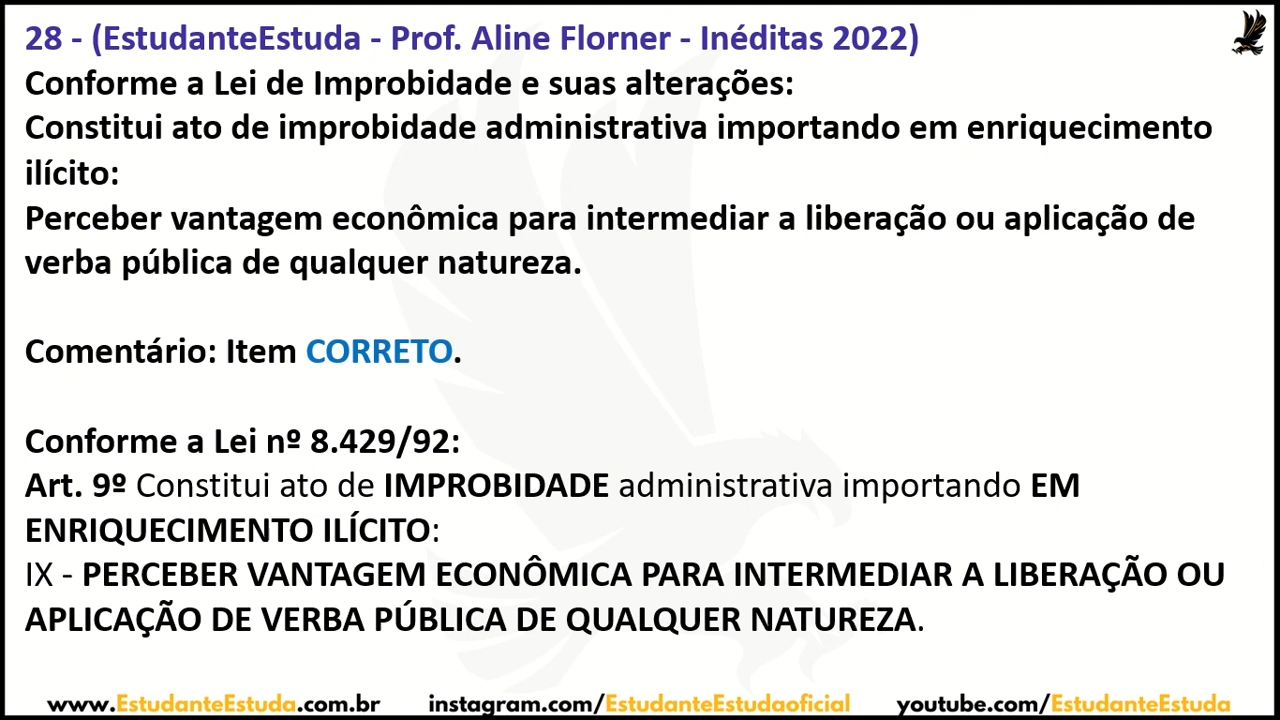 28 - (EstudanteEstuda - Prof. Aline Florner - Inéditas 2022)
Conforme a Lei de Improbidade e suas alterações:
Constitui ato de improbidade administrativa importando em enriquecimento
ilícito:
Perceber vantagem econômica para intermediar a liberação ou aplicação de
verba pública de qualquer natureza.
Comentário: Item CORRETO.
Conforme a Lei nº 8.429/92:
Art. 9º Constitui ato de IMPROBIDADE administrativa importando EM
ENRIQUECIMENTO ILÍCITO:
IX - PERCEBER VANTAGEM ECONÔMICA PARA INTERMEDIAR A LIBERAÇÃO OU
APLICAÇÃO DE VERBA PÚBLICA DE QUALQUER NATUREZA.
www.EstudanteEstuda.com.br instagram.com/EstudanteEstudaoficial youtube.com/EstudanteEstuda